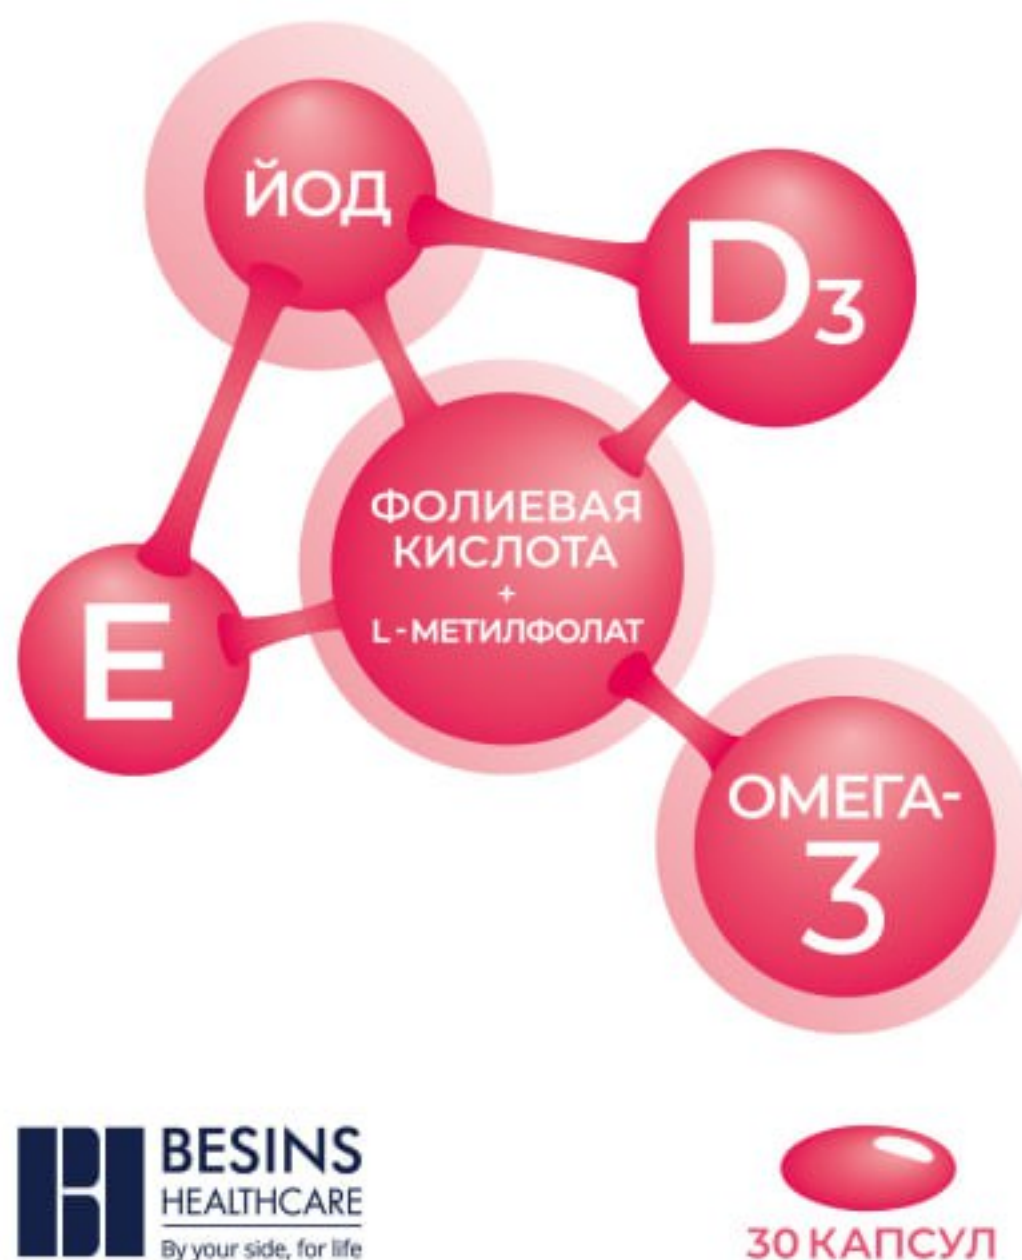 ЙОД
D3
ФОЛИЕВАЯ
КИСЛОТА
+
L-МЕТИЛФОЛАТ
E
ОМЕГА-
3
BESINS
HEALTHCARE
By your side, for life
30 КАПСУЛ